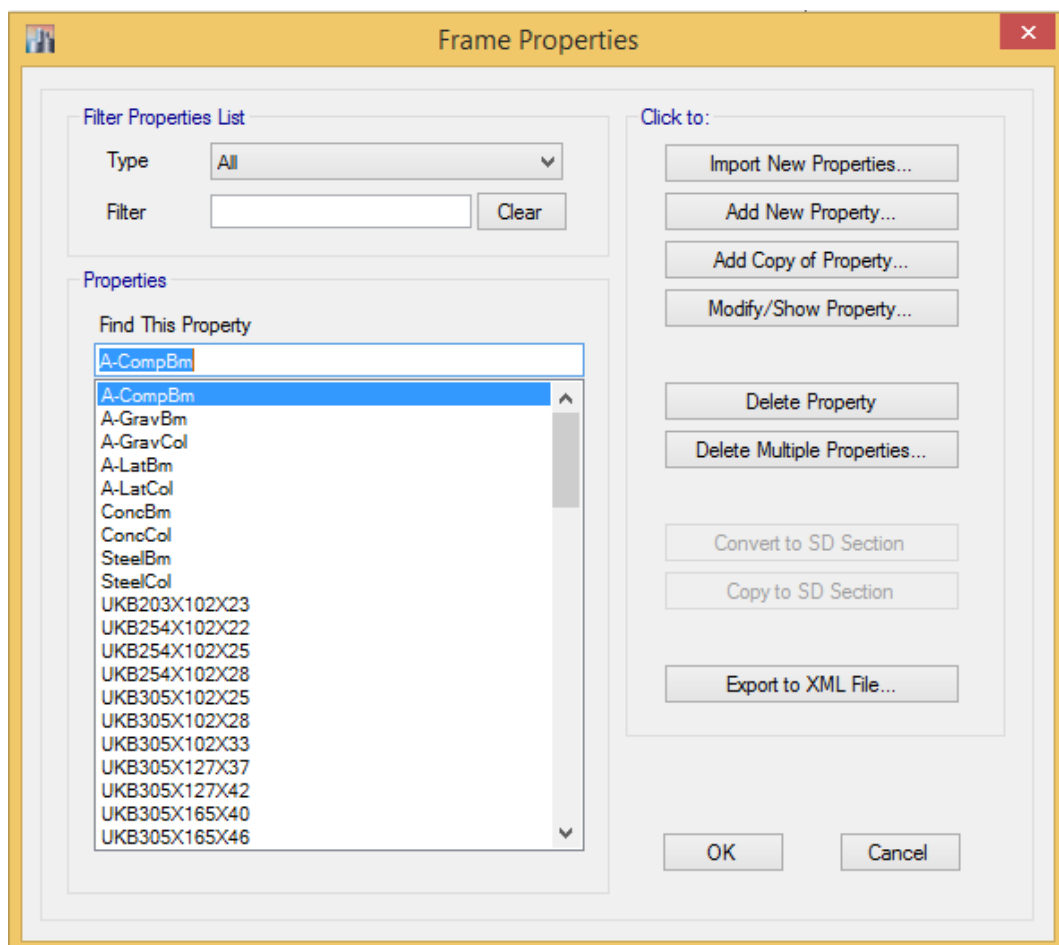 Frame Properties
Filter Properties List
Type
All
Filter
Clear
Properties
Find This Property
A-CompBm
A-CompBm
A-GravBm
A-GravCol
A-LatBm
A-LatCol
ConcBm
ConcCol
SteelBm
SteelCol
UKB203X102X23
UKB254X102X22
UKB254X102X25
UKB254X102X28
UKB305X102X25
UKB305X102X28
UKB305X102X33
UKB305X127X37
UKB305X127X42
UKB305X165X40
UKB305X165X46
Click to:
Import New Properties...
Add New Property...
Add Copy of Property...
Modify/Show Property...
Delete Property
Delete Multiple Properties...
Convert to SD Section
Copy to SD Section
Export to XML File...
OK
Cancel